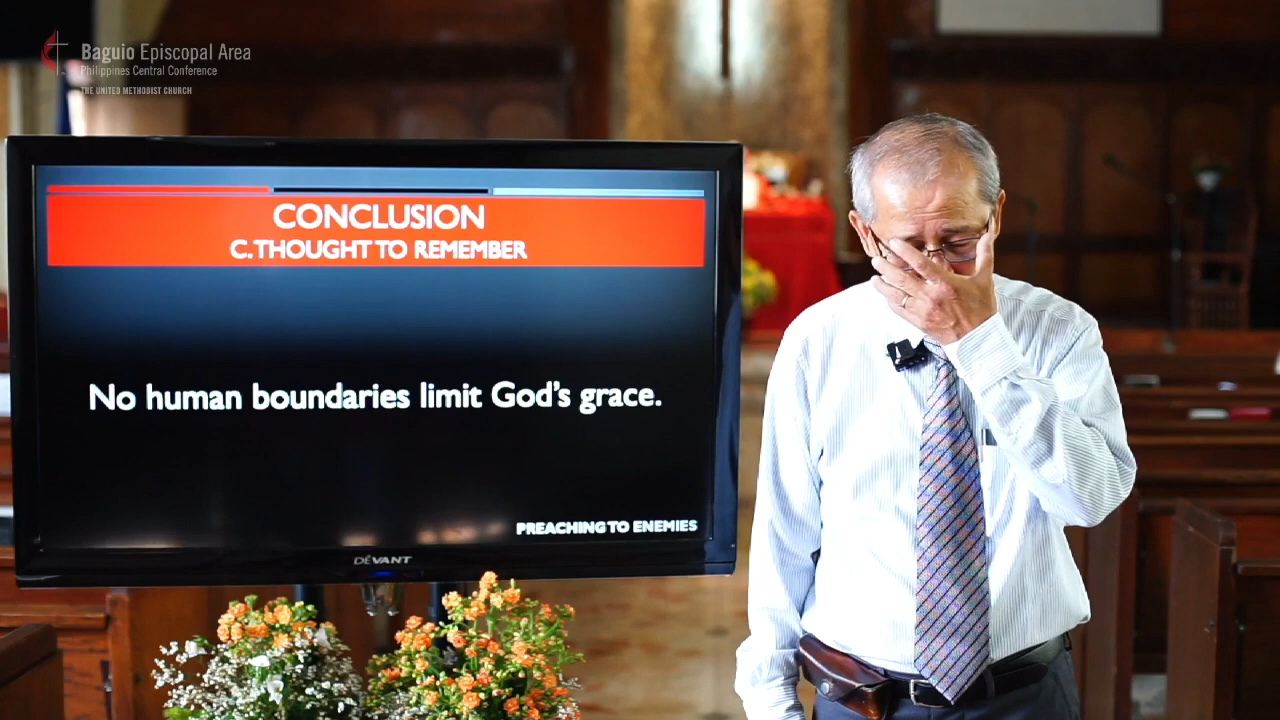 Baguio Episcopal Area
Philippines Central Conference
THE UNITED METHODIST CHURCH
CONCLUSION
C. THOUGHT TO REMEMBER
No human boundaries limit God's grace.
PREACHING TO ENEMIES
DEVANT